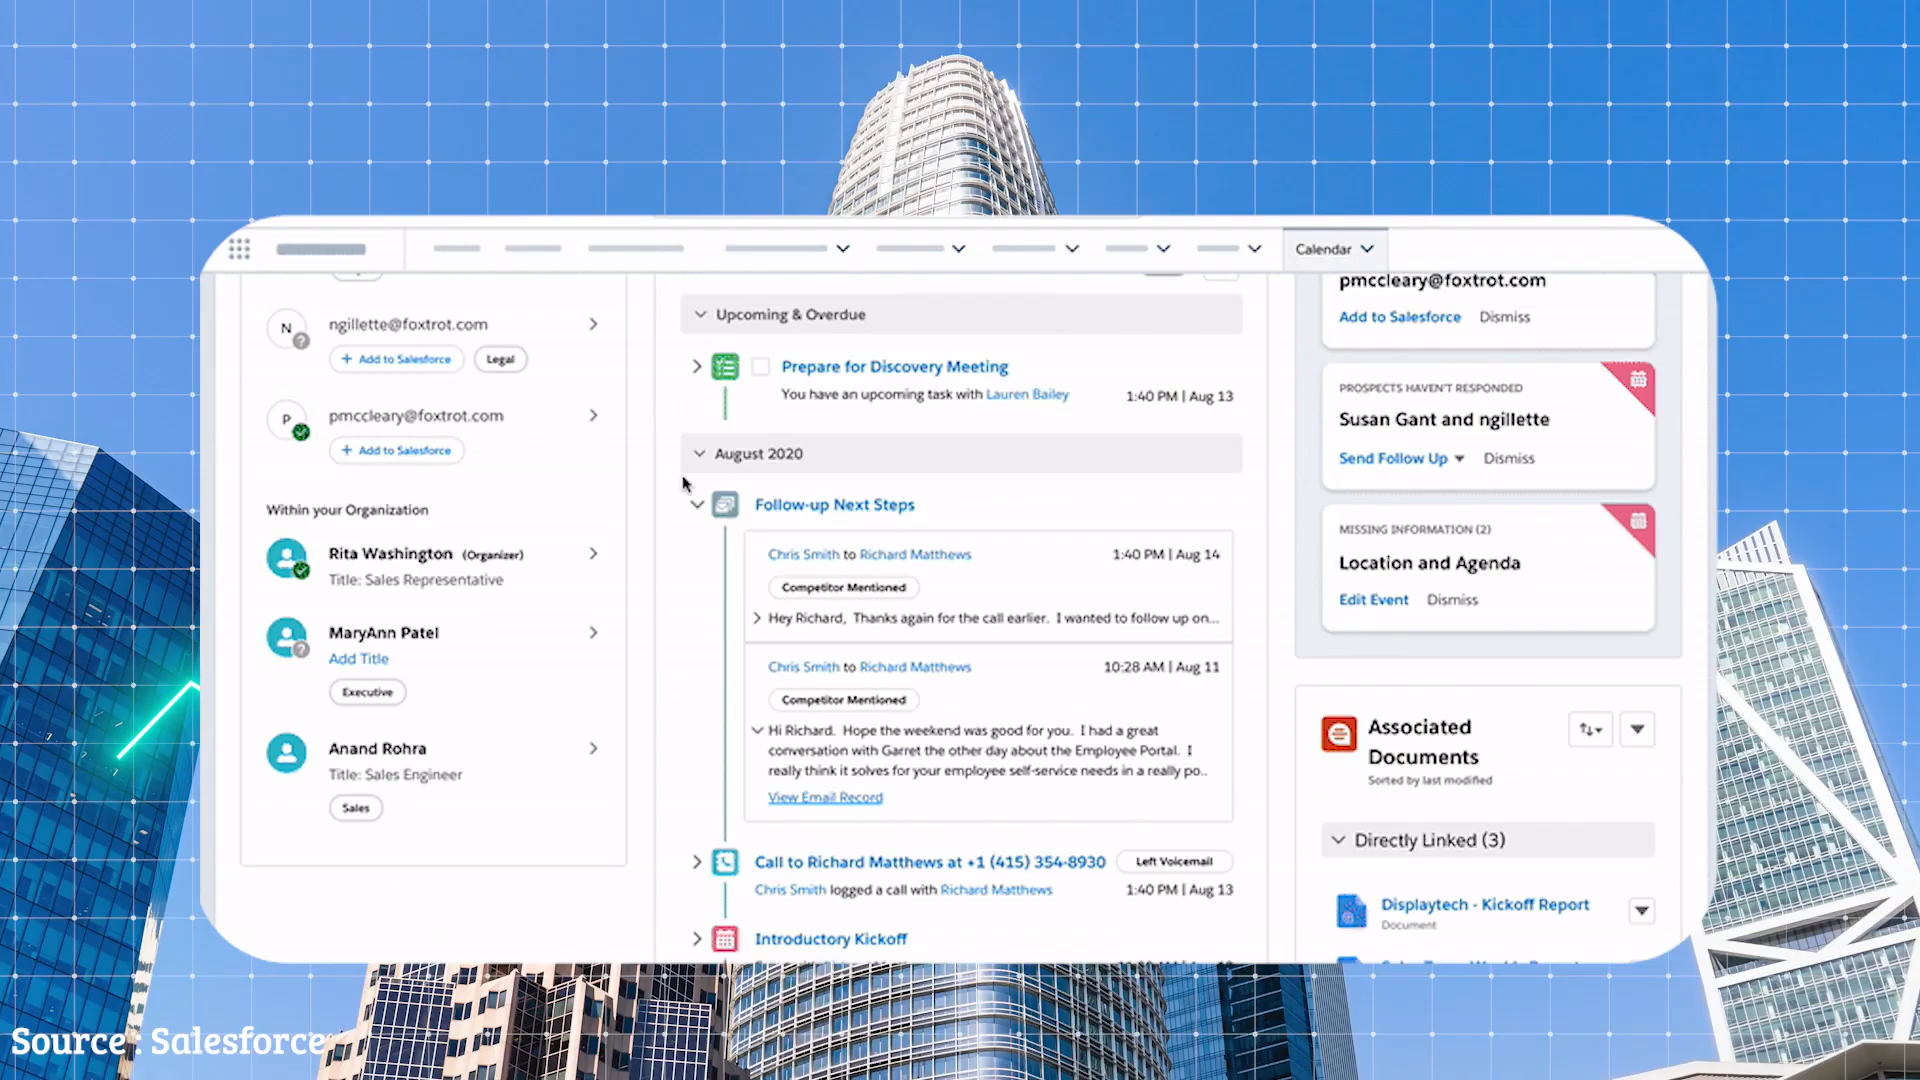 Calendar
ngillette@foxtrot.com
+ Add to Salesforce
Legal
pmccleary@foxtrot.com
+ Add to Salesforce
Within your Organization
Rita Washington (Organizer)
Title: Sales Representative
MaryAnn Patel
Add Title
Executive
Anand Rohra
Title: Sales Engineer
Sales
Upcoming & Overdue
Prepare for Discovery Meeting
You have an upcoming task with Lauren Bailey
1:40 PM | Aug 13
August 2020
Follow-up Next Steps
Chris Smith to Richard Matthews
1:40 PM | Aug 14
Competitor Mentioned
Hey Richard, Thanks again for the call earlier. I wanted to follow up on...
Chris Smith to Richard Matthews
10:28 AM | Aug 11
Competitor Mentioned
Hi Richard. Hope the weekend was good for you. I had a great
conversation with Garret the other day about the Employee Portal. I
really think it solves for your employee self-service needs in a really po..
View Email Record
Call to Richard Matthews at +1 (415) 354-8930
Left Voicemail
Chris Smith logged a call with Richard Matthews
1:40 PM | Aug 13
Introductory Kickoff
pmccleary@foxtrot.com
Add to Salesforce
Dismiss
PROSPECTS HAVEN'T RESPONDED
Susan Gant and ngillette
Send Follow Up
Dismiss
MISSING INFORMATION (2)
Location and Agenda
Edit Event
Dismiss
Associated
Documents
Sorted by last modified
Directly Linked (3)
Displaytech - Kickoff Report
Document
Source : Salesforce
N
P